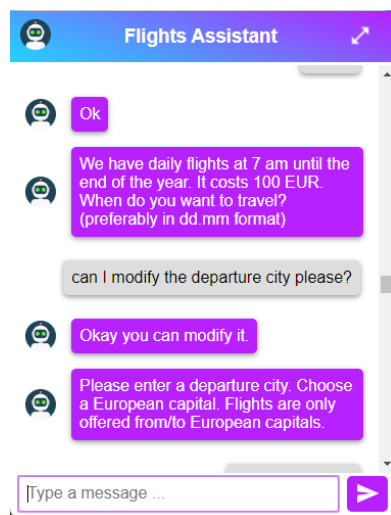 Flights Assistant
Ok
We have daily flights at 7 am until the
end of the year. It costs 100 EUR.
When do you want to travel?
(preferably in dd.mm format)
can I modify the departure city please?
Okay you can modify it.
Please enter a departure city. Choose
a European capital. Flights are only
offered from/to European capitals.
Type a message ...